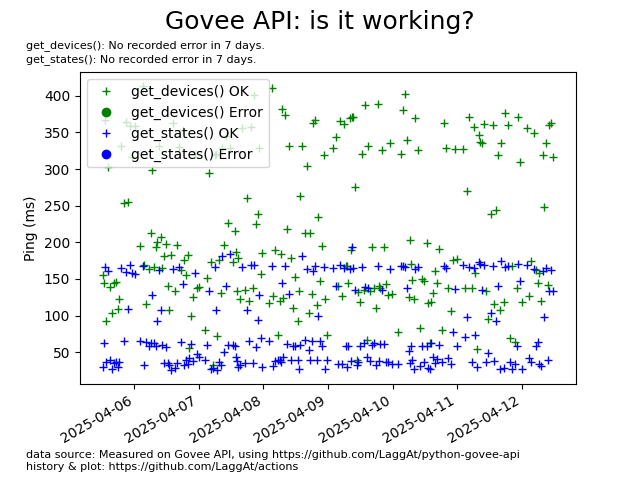 Govee API: is it working?
get_devices(): No recorded error in 7 days.
get_states(): No recorded error in 7 days.
get_devices() OK
get_devices() Error
get_states() OK
get_states() Error
400
350
300
250
200
150
100
50
Ping (ms)
2025-04-06
2025-04-07
2025-04-08
2025-04-09
2025-04-10
2025-04-11
2025-04-12
data source: Measured on Govee API, using https://github.com/LaggAt/python-govee-api
history & plot: https://github.com/LaggAt/actions